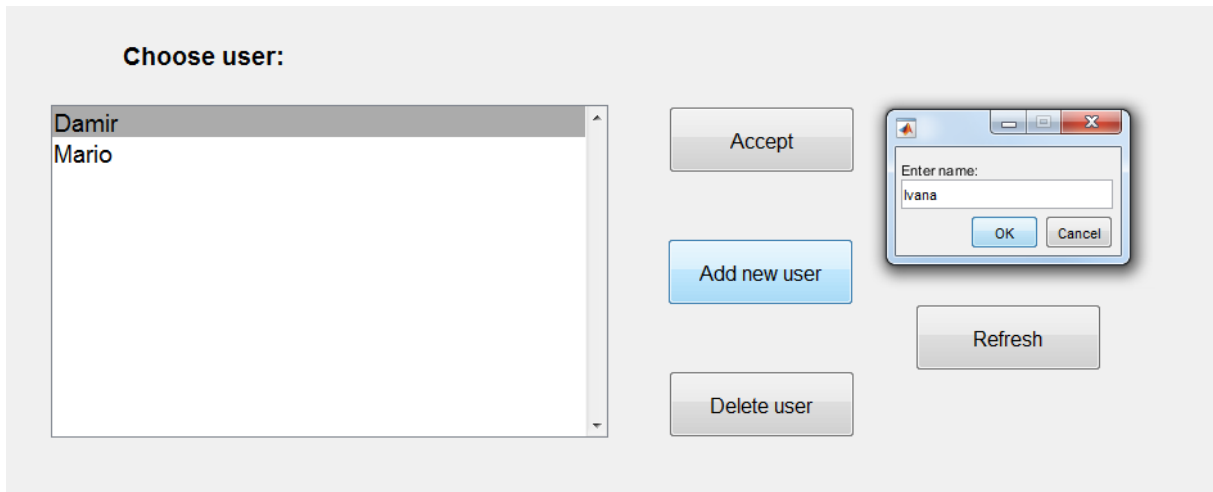 Choose user:
Damir
Mario
Accept
Add new user
Delete user
Enter name:
Ivana
OK
Cancel
Refresh